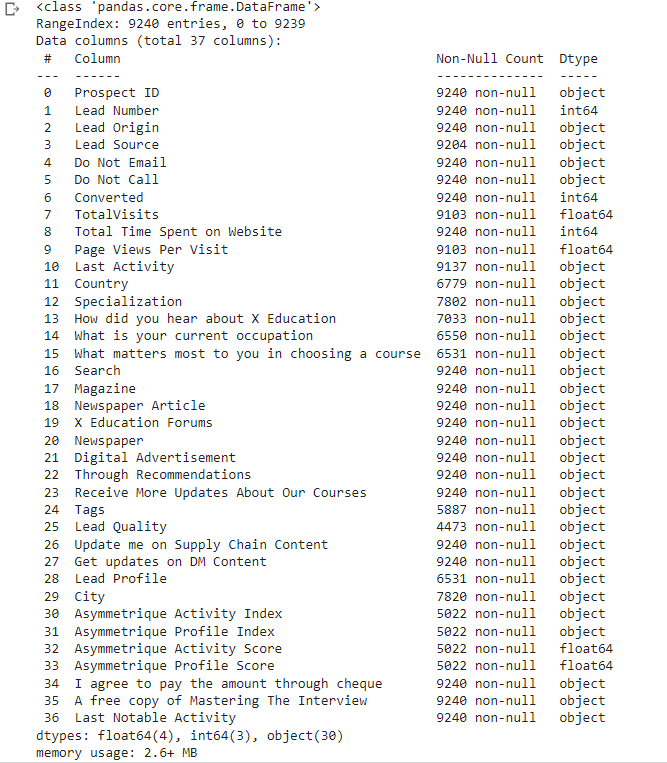 <class 'pandas.core.frame.DataFrame'>
RangeIndex: 9240 entries, 0 to 9239
Data columns (total 37 columns):
 #   Column                                         Non-Null Count  Dtype
---  ------                                         --------------  -----
 0   Prospect ID                                    9240 non-null   object
 1   Lead Number                                    9240 non-null   int64
 2   Lead Origin                                    9240 non-null   object
 3   Lead Source                                    9204 non-null   object
 4   Do Not Email                                   9240 non-null   object
 5   Do Not Call                                    9240 non-null   object
 6   Converted                                      9240 non-null   int64
 7   TotalVisits                                    9103 non-null   float64
 8   Total Time Spent on Website                    9240 non-null   int64
 9   Page Views Per Visit                           9103 non-null   float64
 10  Last Activity                                  9137 non-null   object
 11  Country                                        6779 non-null   object
 12  Specialization                                 7802 non-null   object
 13  How did you hear about X Education             7033 non-null   object
 14  What is your current occupation                6550 non-null   object
 15  What matters most to you in choosing a course  6531 non-null   object
 16  Search                                         9240 non-null   object
 17  Magazine                                       9240 non-null   object
 18  Newspaper Article                              9240 non-null   object
 19  X Education Forums                             9240 non-null   object
 20  Newspaper                                      9240 non-null   object
 21  Digital Advertisement                          9240 non-null   object
 22  Through Recommendations                        9240 non-null   object
 23  Receive More Updates About Our Courses         9240 non-null   object
 24  Tags                                           5887 non-null   object
 25  Lead Quality                                   4473 non-null   object
 26  Update me on Supply Chain Content              9240 non-null   object
 27  Get updates on DM Content                      9240 non-null   object
 28  Lead Profile                                   6531 non-null   object
 29  City                                           7820 non-null   object
 30  Asymmetrique Activity Index                    5022 non-null   object
 31  Asymmetrique Profile Index                     5022 non-null   object
 32  Asymmetrique Activity Score                    5022 non-null   float64
 33  Asymmetrique Profile Score                     5022 non-null   float64
 34  I agree to pay the amount through cheque       9240 non-null   object
 35  A free copy of Mastering The Interview         9240 non-null   object
 36  Last Notable Activity                          9240 non-null   object
dtypes: float64(4), int64(3), object(30)
memory usage: 2.6+ MB